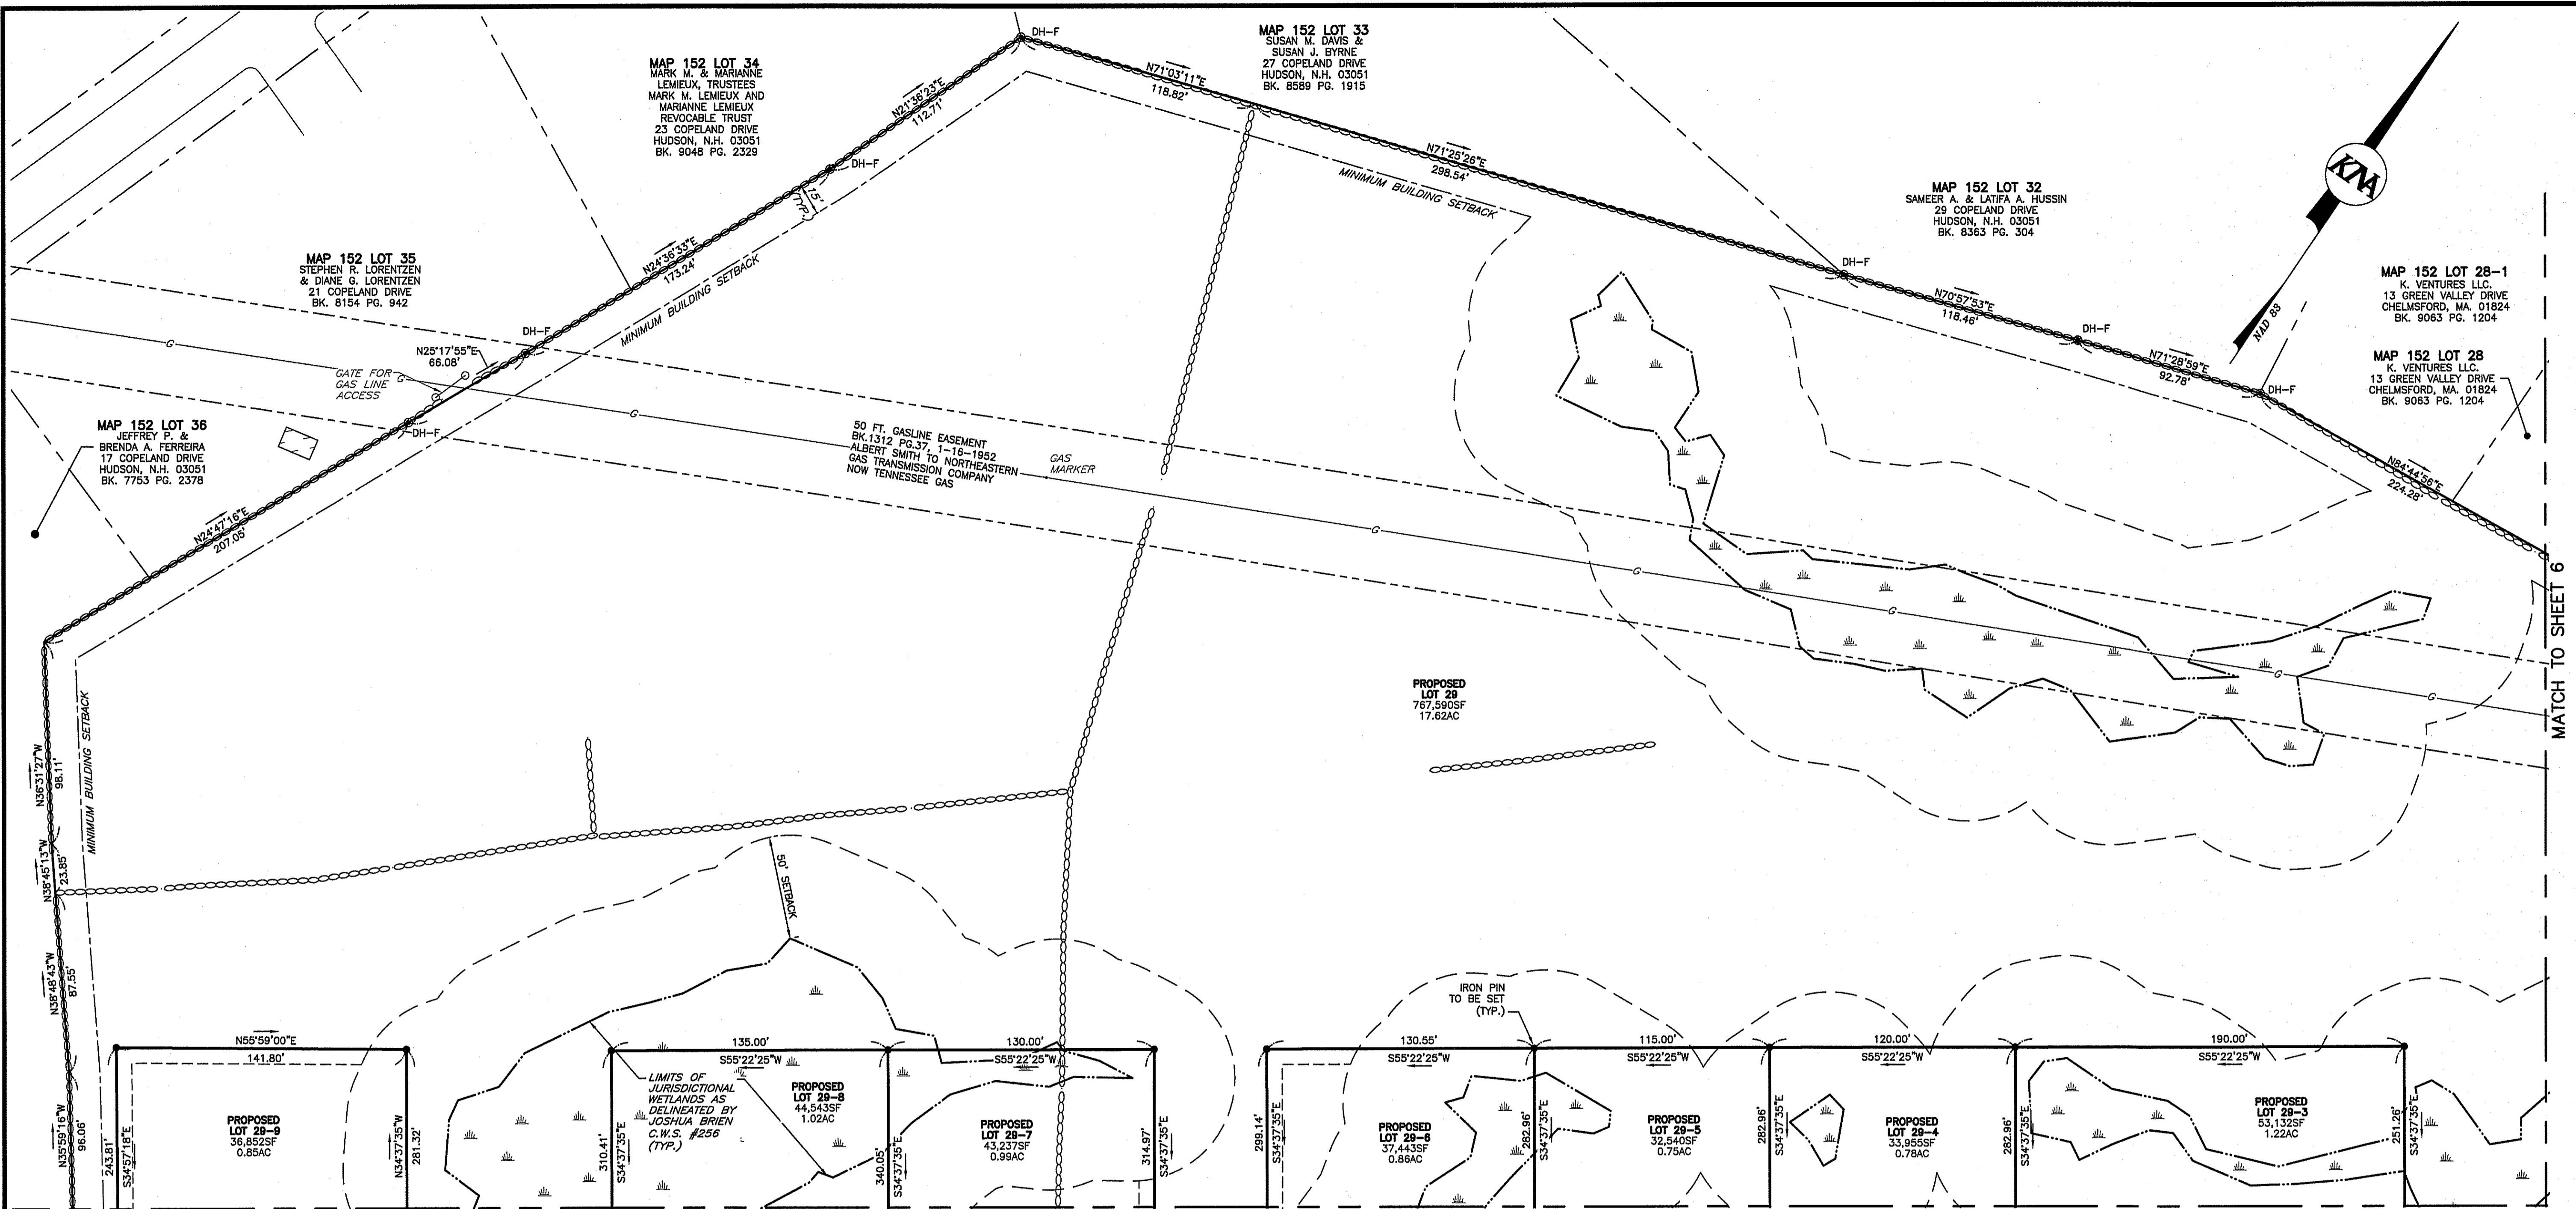 MAP 152 LOT 34
MARK M. & MARIANNE
LEMIEUX, TRUSTEES
MARK M. LEMIEUX AND
MARIANNE LEMIEUX
REVOCABLE TRUST
23 COPELAND DRIVE
HUDSON, N.H. 03051
BK. 9048 PG. 2329
DH-F
MAP 152 LOT 33
SUSAN M. DAVIS &
SUSAN J. BYRNE
27 COPELAND DRIVE
HUDSON, N.H. 03051
BK. 8589 PG. 1915
N21°36'23"E
112.71'
N71°03'11"E
118.82'
DH-F
15'
(TYP.)
N71°25'26"E
298.54'
MINIMUM BUILDING SETBACK
MAP 152 LOT 32
SAMEER A. & LATIFA A. HUSSIN
29 COPELAND DRIVE
HUDSON, N.H. 03051
BK. 8363 PG. 304
KNA
NAD 83
MAP 152 LOT 35
STEPHEN R. LORENTZEN
& DIANE G. LORENTZEN
21 COPELAND DRIVE
BK. 8154 PG. 942
N24°36'33"E
173.24'
MINIMUM BUILDING SETBACK
DH-F
N70°57'53"E
118.46'
DH-F
N71°28'59"E
92.78'
DH-F
MAP 152 LOT 28-1
K. VENTURES LLC.
13 GREEN VALLEY DRIVE
CHELMSFORD, MA. 01824
BK. 9063 PG. 1204
MAP 152 LOT 28
K. VENTURES LLC.
13 GREEN VALLEY DRIVE
CHELMSFORD, MA. 01824
BK. 9063 PG. 1204
N84°44'56"E
224.28'
G
DH-F
N25°17'55"E
66.08'
GATE FOR
GAS LINE
ACCESS
G
G
DH-F
MAP 152 LOT 36
JEFFREY P. &
BRENDA A. FERREIRA
17 COPELAND DRIVE
HUDSON, N.H. 03051
BK. 7753 PG. 2378
N24°47'16"E
207.05'
50 FT. GASLINE EASEMENT
BK.1312 PG.37, 1-16-1952
ALBERT SMITH TO NORTHEASTERN
GAS TRANSMISSION COMPANY
NOW TENNESSEE GAS
GAS
MARKER
G
G
G
G
G
MATCH TO SHEET 6
PROPOSED
LOT 29
767,590SF
17.62AC
N36°31'27"W
98.11'
MINIMUM BUILDING SETBACK
N38°45'13"W
23.85'
N38°48'43"W
87.55'
N35°59'16"W
96.06'
50' SETBACK
IRON PIN
TO BE SET
(TYP.)
N55°59'00"E
141.80'
135.00'
S55°22'25"W
130.00'
S55°22'25"W
130.55'
S55°22'25"W
115.00'
S55°22'25"W
120.00'
S55°22'25"W
190.00'
S55°22'25"W
243.81'
S34°57'18"E
PROPOSED
LOT 29-9
36,852SF
0.85AC
N34°37'35"W
281.32'
310.41'
S34°37'35"E
LIMITS OF
JURISDICTIONAL
WETLANDS AS
DELINEATED BY
JOSHUA BRIEN
C.W.S. #256
(TYP.)
PROPOSED
LOT 29-8
44,543SF
1.02AC
340.05'
S34°37'35"E
PROPOSED
LOT 29-7
43,237SF
0.99AC
314.97'
S34°37'35"E
299.14'
S34°37'35"E
PROPOSED
LOT 29-6
37,443SF
0.86AC
282.96'
S34°37'35"E
PROPOSED
LOT 29-5
32,540SF
0.75AC
282.96'
S34°37'35"E
PROPOSED
LOT 29-4
33,955SF
0.78AC
282.96'
S34°37'35"E
PROPOSED
LOT 29-3
53,132SF
1.22AC
251.26'
S34°37'35"E